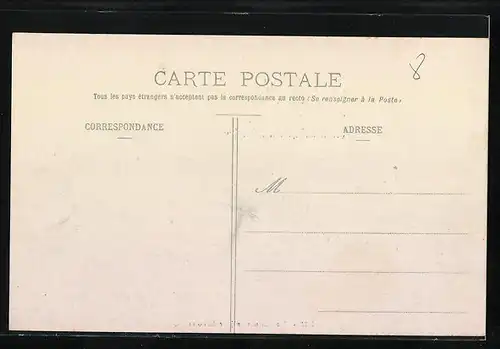 8
CARTE POSTALE
Tous les pays étrangers n'acceptent pas la correspondance au recto (Se renseigner à la Poste)
CORRESPONDANCE
ADRESSE
M